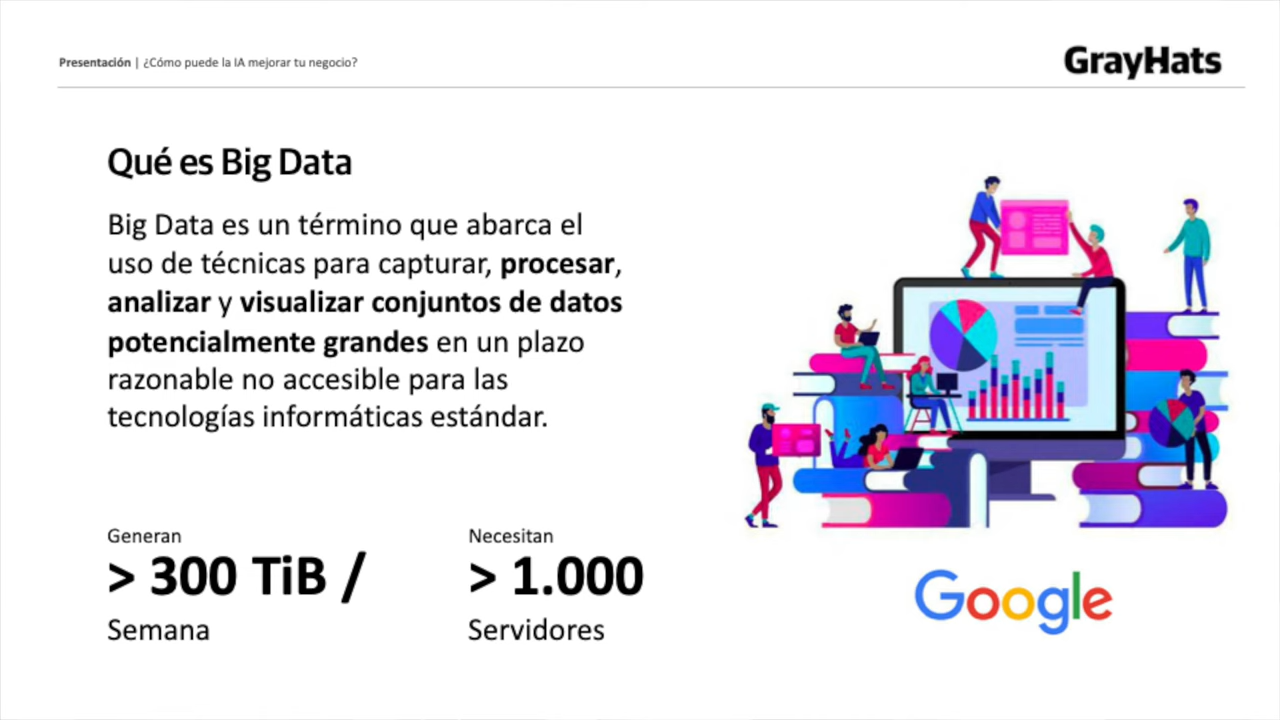 Presentación | ¿Cómo puede la IA mejorar tu negocio?
GrayHats
Qué es Big Data
Big Data es un término que abarca el
uso de técnicas para capturar, procesar,
analizar y visualizar conjuntos de datos
potencialmente grandes en un plazo
razonable no accesible para las
tecnologías informáticas estándar.
Generan
> 300 TiB /
Semana
Necesitan
> 1.000
Servidores
Google